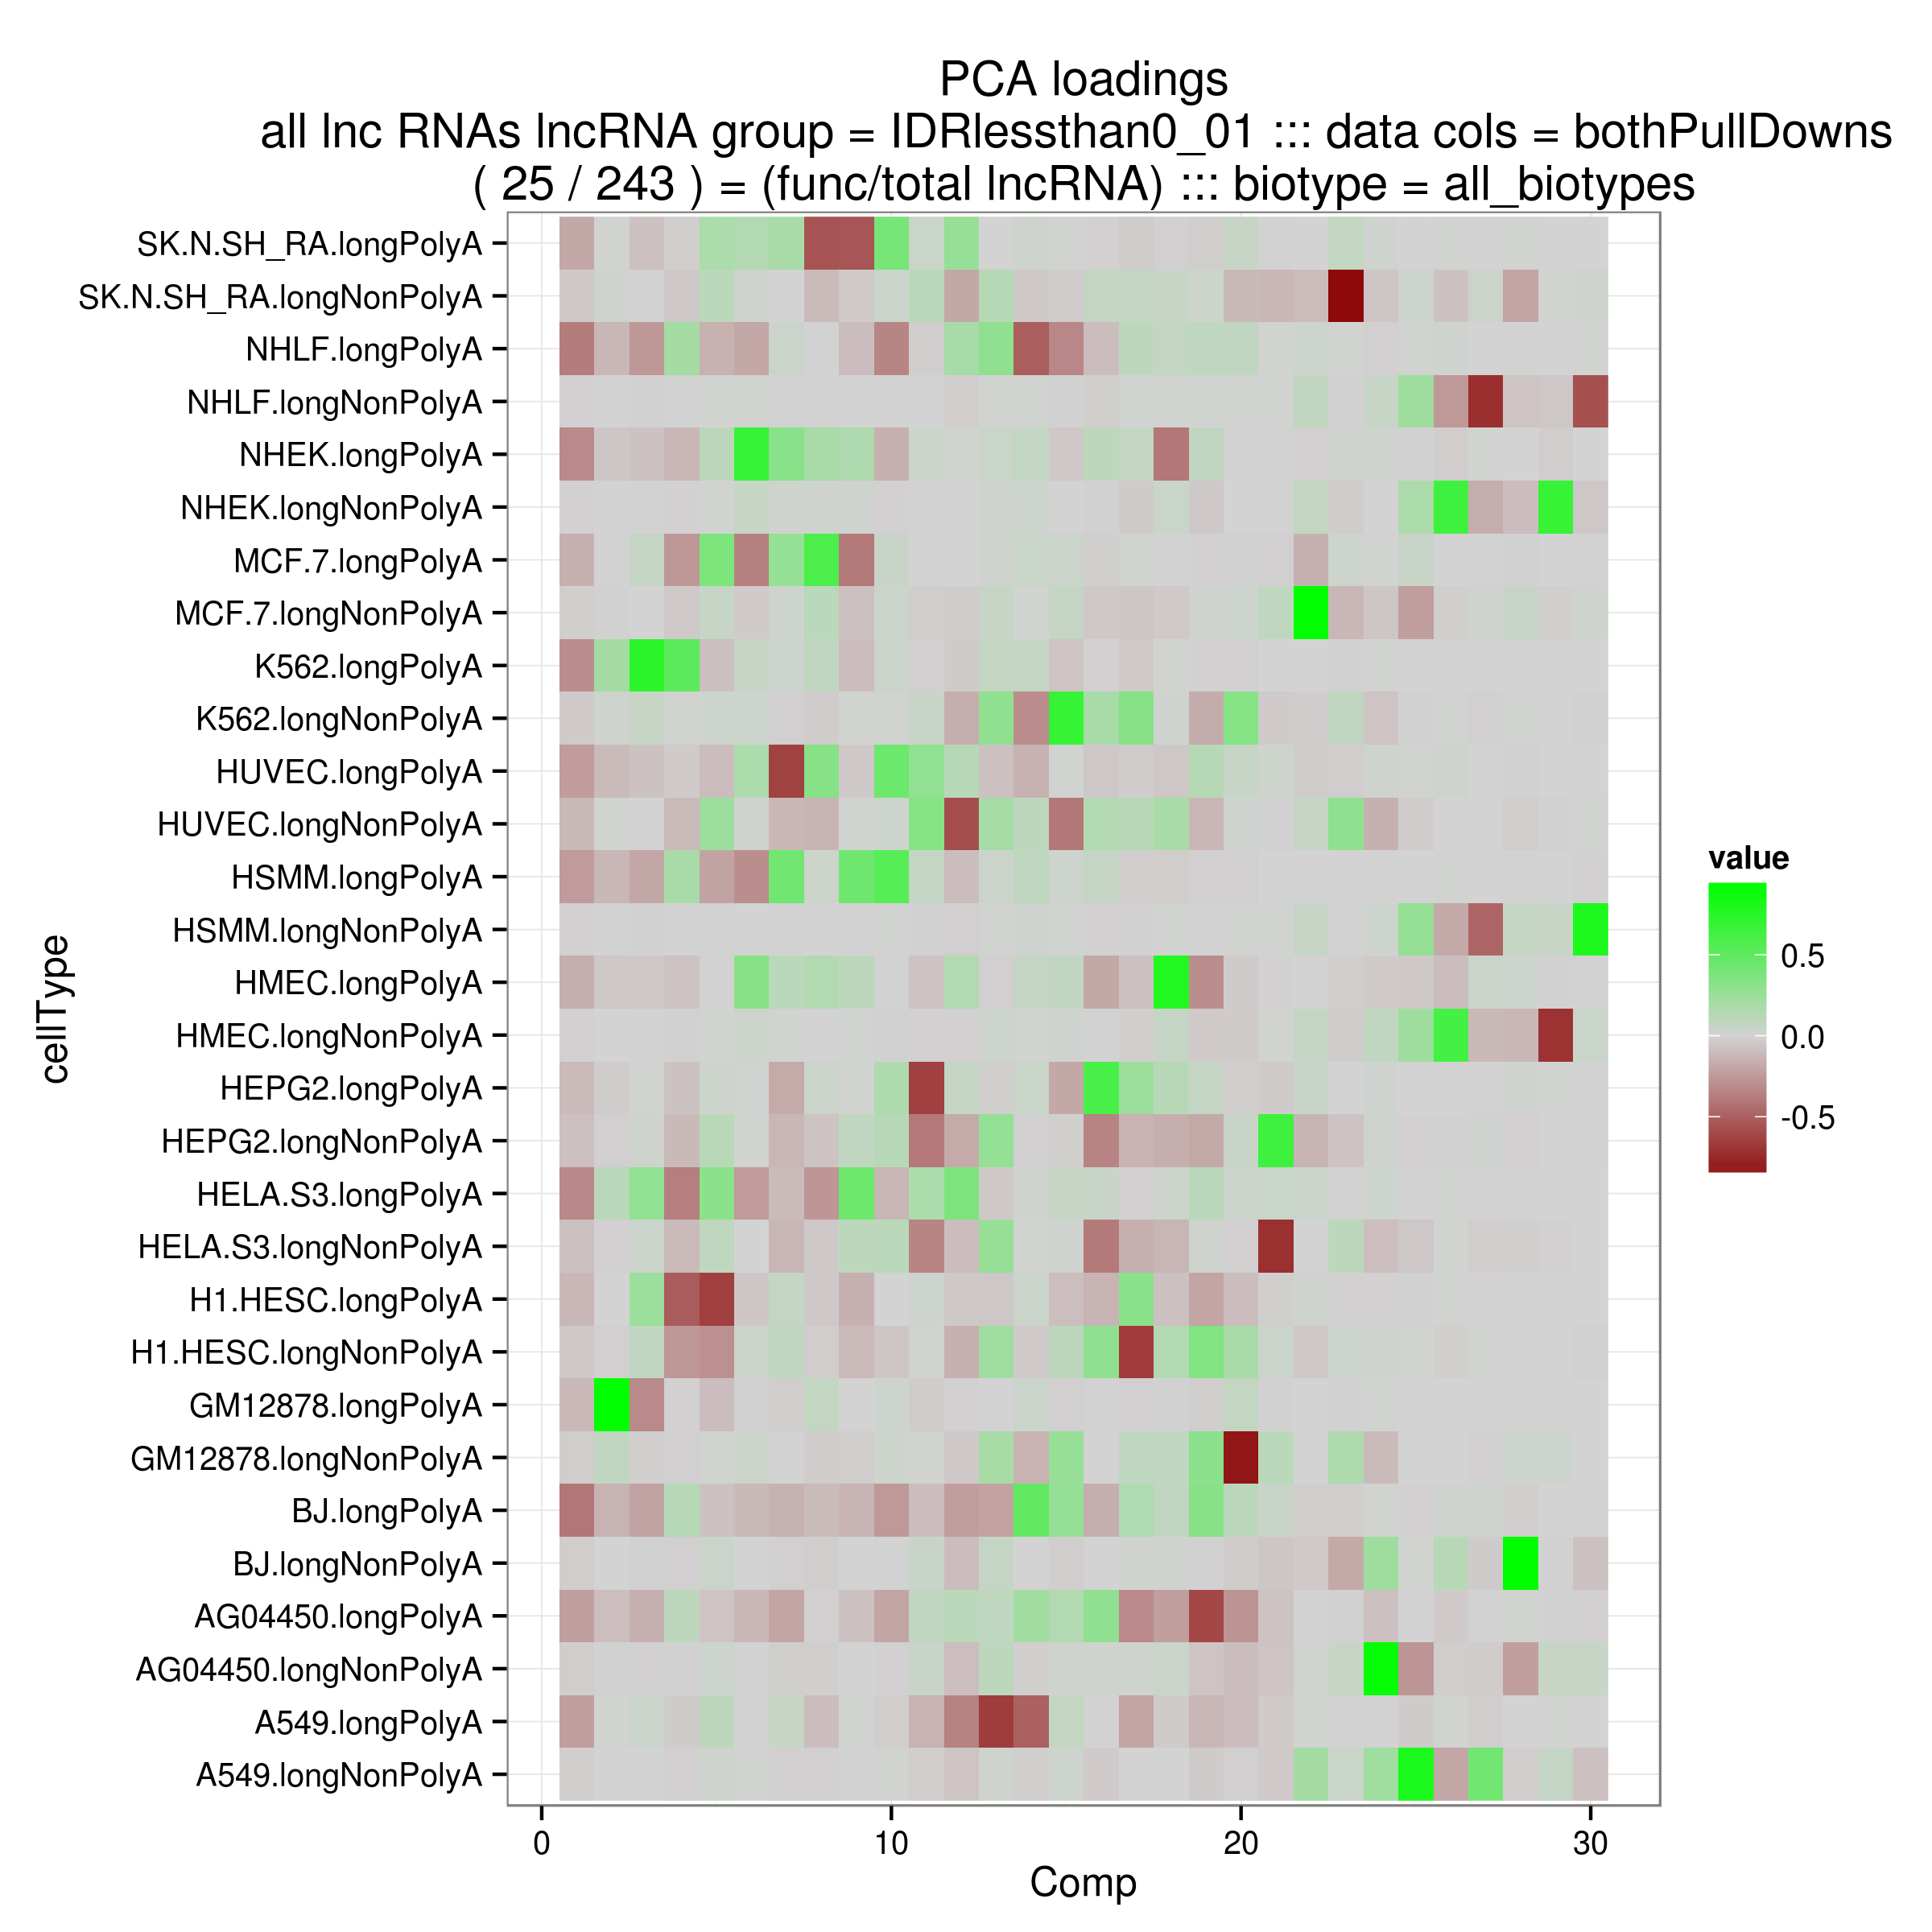 PCA loadings
all lnc RNAs lncRNA group = IDRlessthan0_01 ::: data cols = bothPullDowns
( 25 / 243 ) = (func/total lncRNA) ::: biotype = all_biotypes
SK.N.SH_RA.longPolyA
SK.N.SH_RA.longNonPolyA
NHLF.longPolyA
NHLF.longNonPolyA
NHEK.longPolyA
NHEK.longNonPolyA
MCF.7.longPolyA
MCF.7.longNonPolyA
K562.longPolyA
K562.longNonPolyA
HUVEC.longPolyA
HUVEC.longNonPolyA
HSMM.longPolyA
HSMM.longNonPolyA
HMEC.longPolyA
HMEC.longNonPolyA
HEPG2.longPolyA
HEPG2.longNonPolyA
HELA.S3.longPolyA
HELA.S3.longNonPolyA
H1.HESC.longPolyA
H1.HESC.longNonPolyA
GM12878.longPolyA
GM12878.longNonPolyA
BJ.longPolyA
BJ.longNonPolyA
AG04450.longPolyA
AG04450.longNonPolyA
A549.longPolyA
A549.longNonPolyA
cellType
0 10 20 30
Comp
value
0.5
0.0
-0.5